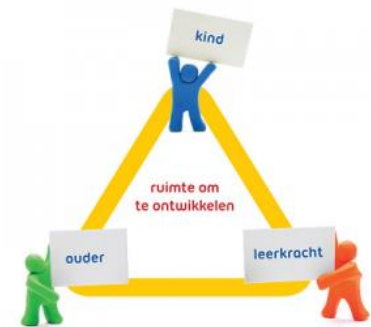 kind
ruimte om
te ontwikkelen
ouder
leerkracht